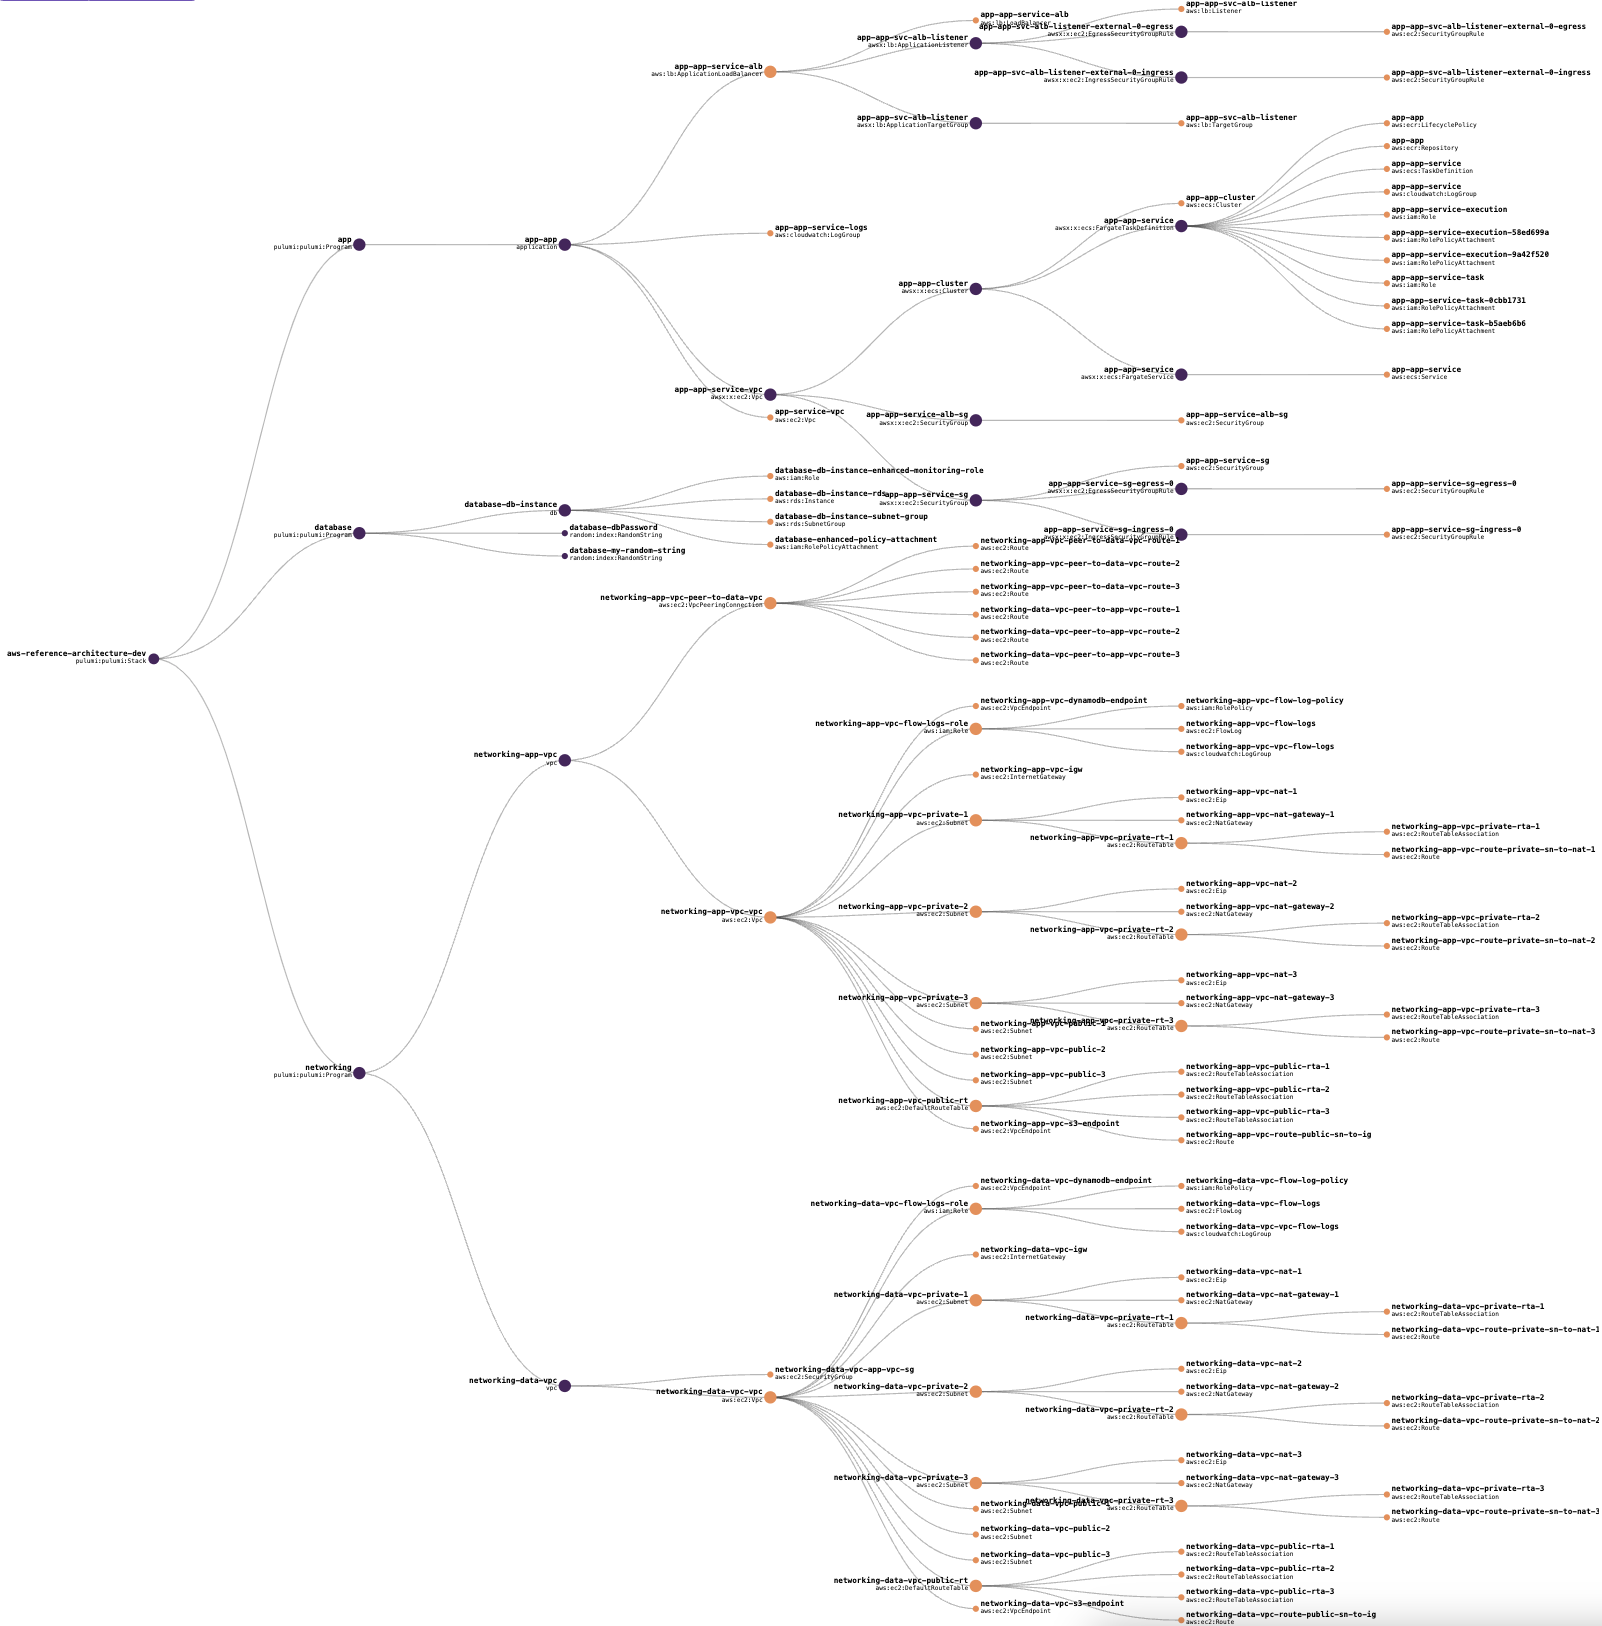 aws-reference-architecture-dev
pulumi:pulumi:Stack
app
pulumi:pulumi:Program
database
pulumi:pulumi:Program
networking
pulumi:pulumi:Program
app-app
application
database-db-instance
db
database-dbPassword
random:index:RandomString
database-my-random-string
random:index:RandomString
networking-app-vpc
vpc
networking-data-vpc
vpc
app-app-service-alb
aws:lb:ApplicationLoadBalancer
app-app-service-logs
aws:cloudwatch:LogGroup
app-app-service-vpc
awsx:x:ec2:Vpc
app-service-vpc
aws:ec2:Vpc
database-db-instance-enhanced-monitoring-role
aws:iam:Role
database-db-instance-rds
aws:rds:Instance
database-db-instance-subnet-group
aws:rds:SubnetGroup
database-enhanced-policy-attachment
aws:iam:RolePolicyAttachment
networking-app-vpc-peer-to-data-vpc
aws:ec2:VpcPeeringConnection
networking-app-vpc-vpc
aws:ec2:Vpc
networking-data-vpc-app-vpc-sg
aws:ec2:SecurityGroup
networking-data-vpc-vpc
aws:ec2:Vpc
app-app-service-alb
aws:lb:LoadBalancer
app-app-svc-alb-listener
awsx:lb:ApplicationListener
app-app-svc-alb-listener
awsx:lb:ApplicationTargetGroup
app-app-cluster
awsx:x:ecs:Cluster
app-app-service-alb-sg
awsx:x:ec2:SecurityGroup
app-app-service-sg
awsx:x:ec2:SecurityGroup
networking-app-vpc-peer-to-data-vpc-route-1
aws:ec2:Route
networking-app-vpc-peer-to-data-vpc-route-2
aws:ec2:Route
networking-app-vpc-peer-to-data-vpc-route-3
aws:ec2:Route
networking-data-vpc-peer-to-app-vpc-route-1
aws:ec2:Route
networking-data-vpc-peer-to-app-vpc-route-2
aws:ec2:Route
networking-data-vpc-peer-to-app-vpc-route-3
aws:ec2:Route
networking-app-vpc-dynamodb-endpoint
aws:ec2:VpcEndpoint
networking-app-vpc-flow-logs-role
aws:iam:Role
networking-app-vpc-igw
aws:ec2:InternetGateway
networking-app-vpc-private-1
aws:ec2:Subnet
networking-app-vpc-private-2
aws:ec2:Subnet
networking-app-vpc-private-3
aws:ec2:Subnet
networking-app-vpc-public-1
aws:ec2:Subnet
networking-app-vpc-public-2
aws:ec2:Subnet
networking-app-vpc-public-3
aws:ec2:Subnet
networking-app-vpc-public-rt
aws:ec2:DefaultRouteTable
networking-app-vpc-s3-endpoint
aws:ec2:VpcEndpoint
networking-data-vpc-dynamodb-endpoint
aws:ec2:VpcEndpoint
networking-data-vpc-flow-logs-role
aws:iam:Role
networking-data-vpc-igw
aws:ec2:InternetGateway
networking-data-vpc-private-1
aws:ec2:Subnet
networking-data-vpc-private-2
aws:ec2:Subnet
networking-data-vpc-private-3
aws:ec2:Subnet
networking-data-vpc-public-1
aws:ec2:Subnet
networking-data-vpc-public-2
aws:ec2:Subnet
networking-data-vpc-public-3
aws:ec2:Subnet
networking-data-vpc-public-rt
aws:ec2:DefaultRouteTable
networking-data-vpc-s3-endpoint
aws:ec2:VpcEndpoint
app-app-svc-alb-listener
aws:lb:Listener
app-app-svc-alb-listener-external-0-egress
awsx:x:ec2:EgressSecurityGroupRule
app-app-svc-alb-listener-external-0-ingress
awsx:x:ec2:IngressSecurityGroupRule
app-app-svc-alb-listener
aws:lb:TargetGroup
app-app-cluster
aws:ecs:Cluster
app-app-service
awsx:x:ecs:FargateTaskDefinition
app-app-service
awsx:x:ecs:FargateService
app-app-service-alb-sg
aws:ec2:SecurityGroup
app-app-service-sg
aws:ec2:SecurityGroup
app-app-service-sg-egress-0
awsx:x:ec2:EgressSecurityGroupRule
app-app-service-sg-ingress-0
awsx:x:ec2:IngressSecurityGroupRule
networking-app-vpc-flow-log-policy
aws:iam:RolePolicy
networking-app-vpc-flow-logs
aws:ec2:FlowLog
networking-app-vpc-vpc-flow-logs
aws:cloudwatch:LogGroup
networking-app-vpc-nat-1
aws:ec2:Eip
networking-app-vpc-nat-gateway-1
aws:ec2:NatGateway
networking-app-vpc-private-rt-1
aws:ec2:RouteTable
networking-app-vpc-nat-2
aws:ec2:Eip
networking-app-vpc-nat-gateway-2
aws:ec2:NatGateway
networking-app-vpc-private-rt-2
aws:ec2:RouteTable
networking-app-vpc-nat-3
aws:ec2:Eip
networking-app-vpc-nat-gateway-3
aws:ec2:NatGateway
networking-app-vpc-private-rt-3
aws:ec2:RouteTable
networking-app-vpc-public-rta-1
aws:ec2:RouteTableAssociation
networking-app-vpc-public-rta-2
aws:ec2:RouteTableAssociation
networking-app-vpc-public-rta-3
aws:ec2:RouteTableAssociation
networking-app-vpc-route-public-sn-to-ig
aws:ec2:Route
networking-data-vpc-flow-log-policy
aws:iam:RolePolicy
networking-data-vpc-flow-logs
aws:ec2:FlowLog
networking-data-vpc-vpc-flow-logs
aws:cloudwatch:LogGroup
networking-data-vpc-nat-1
aws:ec2:Eip
networking-data-vpc-nat-gateway-1
aws:ec2:NatGateway
networking-data-vpc-private-rt-1
aws:ec2:RouteTable
networking-data-vpc-nat-2
aws:ec2:Eip
networking-data-vpc-nat-gateway-2
aws:ec2:NatGateway
networking-data-vpc-private-rt-2
aws:ec2:RouteTable
networking-data-vpc-nat-3
aws:ec2:Eip
networking-data-vpc-nat-gateway-3
aws:ec2:NatGateway
networking-data-vpc-private-rt-3
aws:ec2:RouteTable
networking-data-vpc-public-rta-1
aws:ec2:RouteTableAssociation
networking-data-vpc-public-rta-2
aws:ec2:RouteTableAssociation
networking-data-vpc-public-rta-3
aws:ec2:RouteTableAssociation
networking-data-vpc-route-public-sn-to-ig
aws:ec2:Route
app-app-svc-alb-listener-external-0-egress
aws:ec2:SecurityGroupRule
app-app-svc-alb-listener-external-0-ingress
aws:ec2:SecurityGroupRule
app-app
aws:ecr:LifecyclePolicy
app-app
aws:ecr:Repository
app-app-service
aws:ecs:TaskDefinition
app-app-service
aws:cloudwatch:LogGroup
app-app-service-execution
aws:iam:Role
app-app-service-execution-58ed699a
aws:iam:RolePolicyAttachment
app-app-service-execution-9a42f520
aws:iam:RolePolicyAttachment
app-app-service-task
aws:iam:Role
app-app-service-task-0cbb1731
aws:iam:RolePolicyAttachment
app-app-service-task-b5aeb6b6
aws:iam:RolePolicyAttachment
app-app-service
aws:ecs:Service
app-app-service-sg-egress-0
aws:ec2:SecurityGroupRule
app-app-service-sg-ingress-0
aws:ec2:SecurityGroupRule
networking-app-vpc-private-rta-1
aws:ec2:RouteTableAssociation
networking-app-vpc-route-private-sn-to-nat-1
aws:ec2:Route
networking-app-vpc-private-rta-2
aws:ec2:RouteTableAssociation
networking-app-vpc-route-private-sn-to-nat-2
aws:ec2:Route
networking-app-vpc-private-rta-3
aws:ec2:RouteTableAssociation
networking-app-vpc-route-private-sn-to-nat-3
aws:ec2:Route
networking-data-vpc-private-rta-1
aws:ec2:RouteTableAssociation
networking-data-vpc-route-private-sn-to-nat-1
aws:ec2:Route
networking-data-vpc-private-rta-2
aws:ec2:RouteTableAssociation
networking-data-vpc-route-private-sn-to-nat-2
aws:ec2:Route
networking-data-vpc-private-rta-3
aws:ec2:RouteTableAssociation
networking-data-vpc-route-private-sn-to-nat-3
aws:ec2:Route